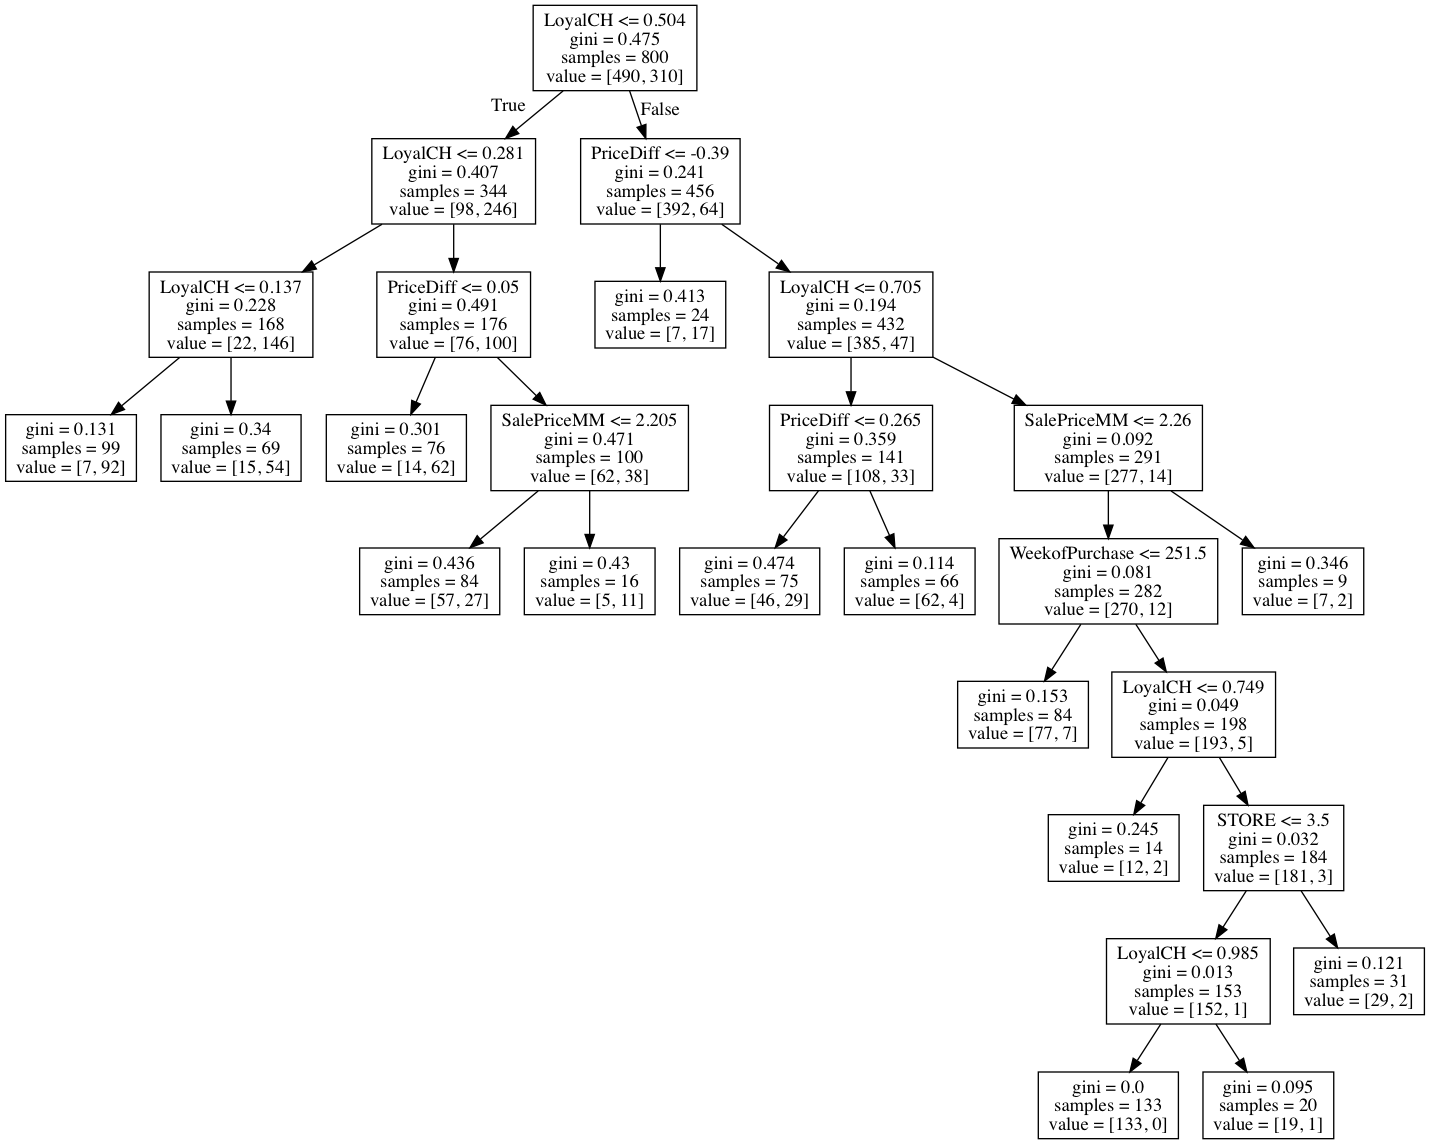 LoyalCH <= 0.504
gini = 0.475
samples = 800
value = [490, 310]
True
False
LoyalCH <= 0.281
gini = 0.407
samples = 344
value = [98, 246]
PriceDiff <= -0.39
gini = 0.241
samples = 456
value = [392, 64]
LoyalCH <= 0.137
gini = 0.228
samples = 168
value = [22, 146]
PriceDiff <= 0.05
gini = 0.491
samples = 176
value = [76, 100]
gini = 0.413
samples = 24
value = [7, 17]
LoyalCH <= 0.705
gini = 0.194
samples = 432
value = [385, 47]
gini = 0.131
samples = 99
value = [7, 92]
gini = 0.34
samples = 69
value = [15, 54]
gini = 0.301
samples = 76
value = [14, 62]
SalePriceMM <= 2.205
gini = 0.471
samples = 100
value = [62, 38]
PriceDiff <= 0.265
gini = 0.359
samples = 141
value = [108, 33]
SalePriceMM <= 2.26
gini = 0.092
samples = 291
value = [277, 14]
gini = 0.436
samples = 84
value = [57, 27]
gini = 0.43
samples = 16
value = [5, 11]
gini = 0.474
samples = 75
value = [46, 29]
gini = 0.114
samples = 66
value = [62, 4]
WeekofPurchase <= 251.5
gini = 0.081
samples = 282
value = [270, 12]
gini = 0.346
samples = 9
value = [7, 2]
gini = 0.153
samples = 84
value = [77, 7]
LoyalCH <= 0.749
gini = 0.049
samples = 198
value = [193, 5]
gini = 0.245
samples = 14
value = [12, 2]
STORE <= 3.5
gini = 0.032
samples = 184
value = [181, 3]
LoyalCH <= 0.985
gini = 0.013
samples = 153
value = [152, 1]
gini = 0.121
samples = 31
value = [29, 2]
gini = 0.0
samples = 133
value = [133, 0]
gini = 0.095
samples = 20
value = [19, 1]